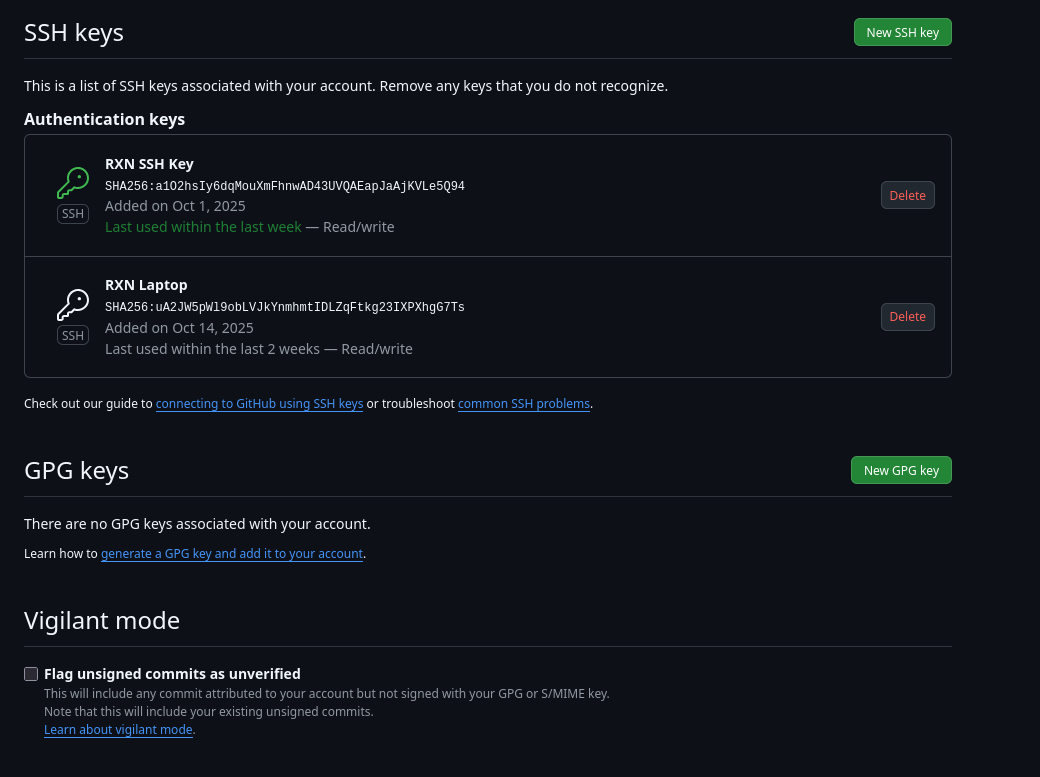 SSH keys
New SSH key
This is a list of SSH keys associated with your account. Remove any keys that you do not recognize.
Authentication keys
RXN SSH Key
SHA256:a1O2hsIy6dqMouXmFhnwAD43UVQAEapJaAjKVLe5Q94
Added on Oct 1, 2025
Last used within the last week — Read/write
SSH
Delete
RXN Laptop
SHA256:uA2JW5pWl9obLVJkYnmhmtIDLZqFtkg23IXPXhgG7Ts
Added on Oct 14, 2025
Last used within the last 2 weeks — Read/write
SSH
Delete
Check out our guide to connecting to GitHub using SSH keys or troubleshoot common SSH problems.
GPG keys
New GPG key
There are no GPG keys associated with your account.
Learn how to generate a GPG key and add it to your account.
Vigilant mode
Flag unsigned commits as unverified
This will include any commit attributed to your account but not signed with your GPG or S/MIME key.
Note that this will include your existing unsigned commits.
Learn about vigilant mode.